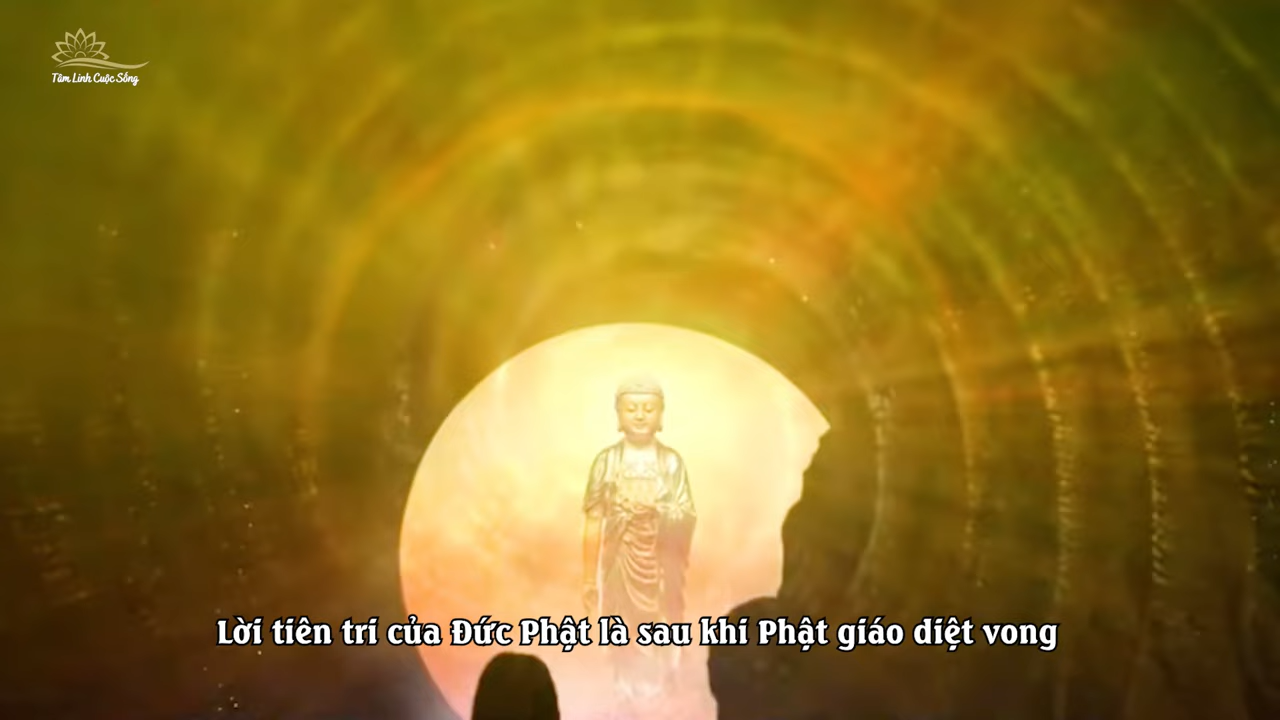 Tâm Linh Cuộc Sống
Lời tiên tri của Đức Phật là sau khi Phật giáo diệt vong